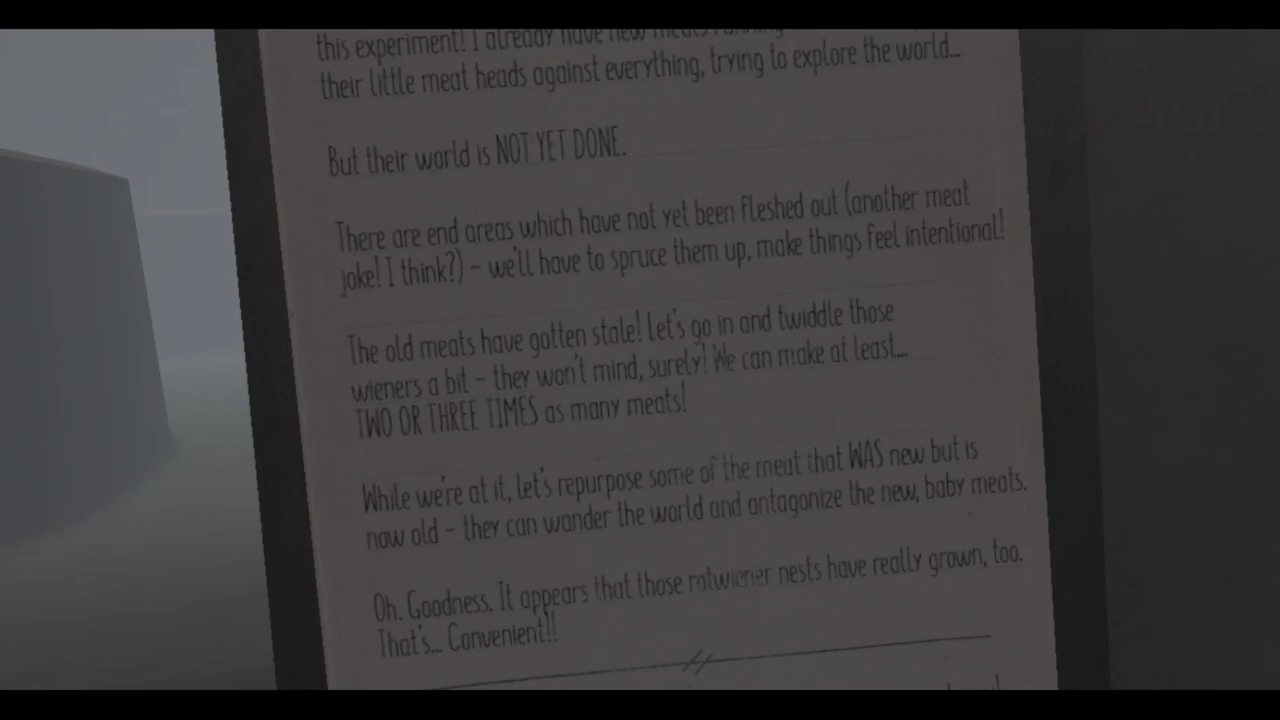 this experiment! I already have new meats
their little meat heads against everything, trying to explore the world...
But their world is NOT YET DONE.
There are end areas which have not yet been fleshed out (another meat
joke! I think?) – we'll have to spruce them up, make things feel intentional!
The old meats have gotten stale! Let's go in and twiddle those
wieners a bit – they won't mind, surely! We can make at least...
TWO OR THREE TIMES as many meats!
While we're at it, let's repurpose some of the meat that WAS new but is
now old – they can wander the world and antagonize the new, baby meats.
Oh. Goodness. It appears that those rotwiener nests have really grown, too.
That's... Convenient!!